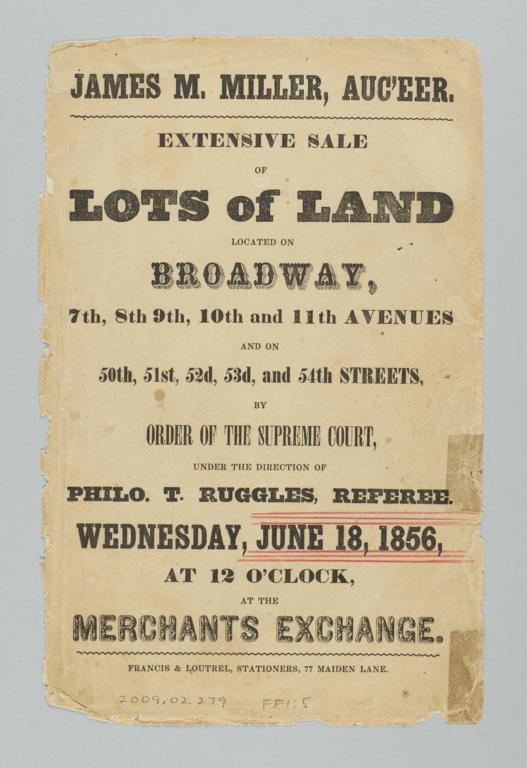 JAMES M. MILLER, AUC'EER.
EXTENSIVE SALE
OF
LOTS of LAND
LOCATED ON
BROADWAY,
7th, 8th 9th, 10th and 11th AVENUES
AND ON
50th, 51st, 52d, 53d, and 54th STREETS,
BY
ORDER OF THE SUPREME COURT,
UNDER THE DIRECTION OF
PHILO. T. RUGGLES, REFEREE.
WEDNESDAY, JUNE 18, 1856,
AT 12 O'CLOCK,
AT THE
MERCHANTS EXCHANGE.
FRANCIS & LOUTREL, STATIONERS, 77 MAIDEN LANE.
2009.02.279 FF1:5